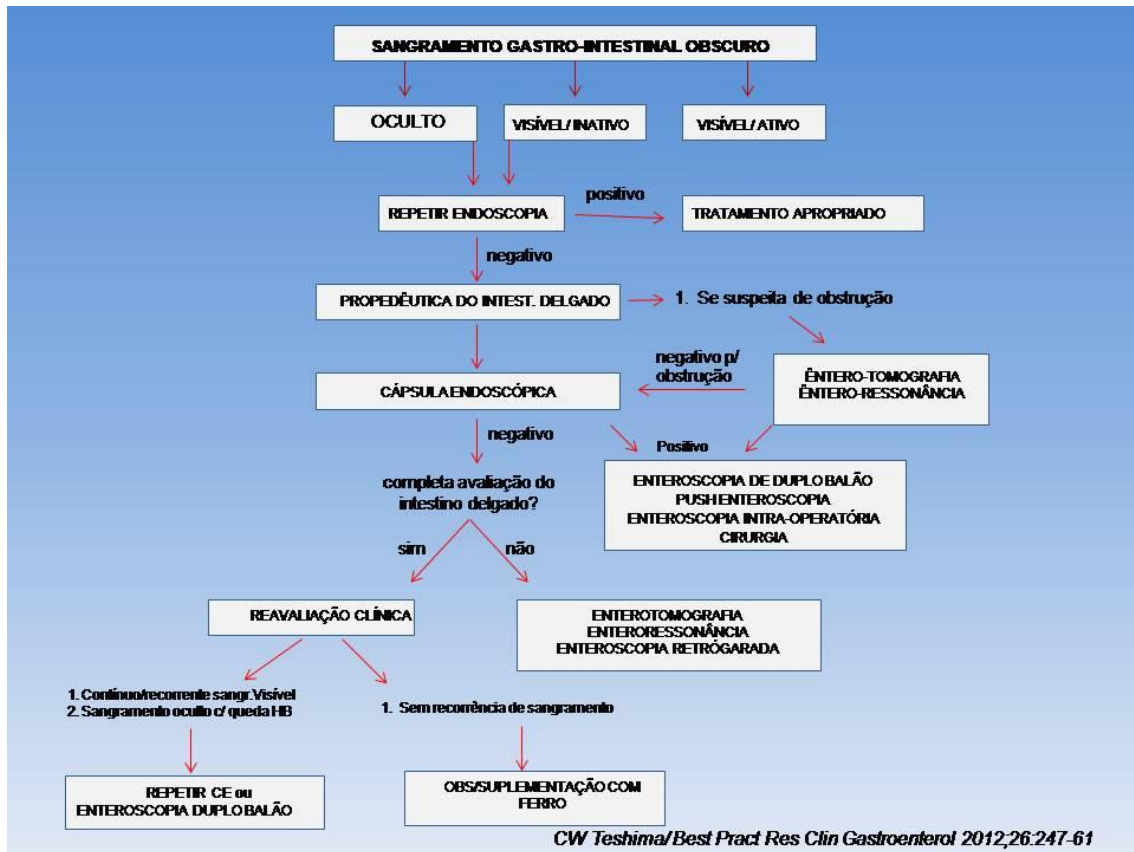 SANGRAMENTO GASTRO-INTESTINAL OBSCURO
OCULTO
VISÍVEL/ INATIVO
VISÍVEL/ ATIVO
REPETIR ENDOSCOPIA
positivo
TRATAMENTO APROPRIADO
negativo
PROPEDÊUTICA DO INTEST. DELGADO
1. Se suspeita de obstrução
negativo p/
obstrução
ÊNTERO-TOMOGRAFIA
ÊNTERO-RESSONÂNCIA
CÁPSULA ENDOSCÓPICA
negativo
Positivo
completa avaliação do
intestino delgado?
ENTEROSCOPIA DE DUPLO BALÃO
PUSH ENTEROSCOPIA
ENTEROSCOPIA INTRA-OPERATÓRIA
CIRURGIA
sim
não
REAVALIAÇÃO CLÍNICA
ENTEROTOMOGRAFIA
ENTERORESSONÂNCIA
ENTEROSCOPIA RETRÓGARADA
1. Contínuo/recorrente sangr.Visível
2. Sangramento oculto c/ queda HB
1. Sem recorrência de sangramento
REPETIR CE ou
ENTEROSCOPIA DUPLO BALÃO
OBS/SUPLEMENTAÇÃO COM
FERRO
CW Teshima/Best Pract Res Clin Gastroenterol 2012;26:247-61